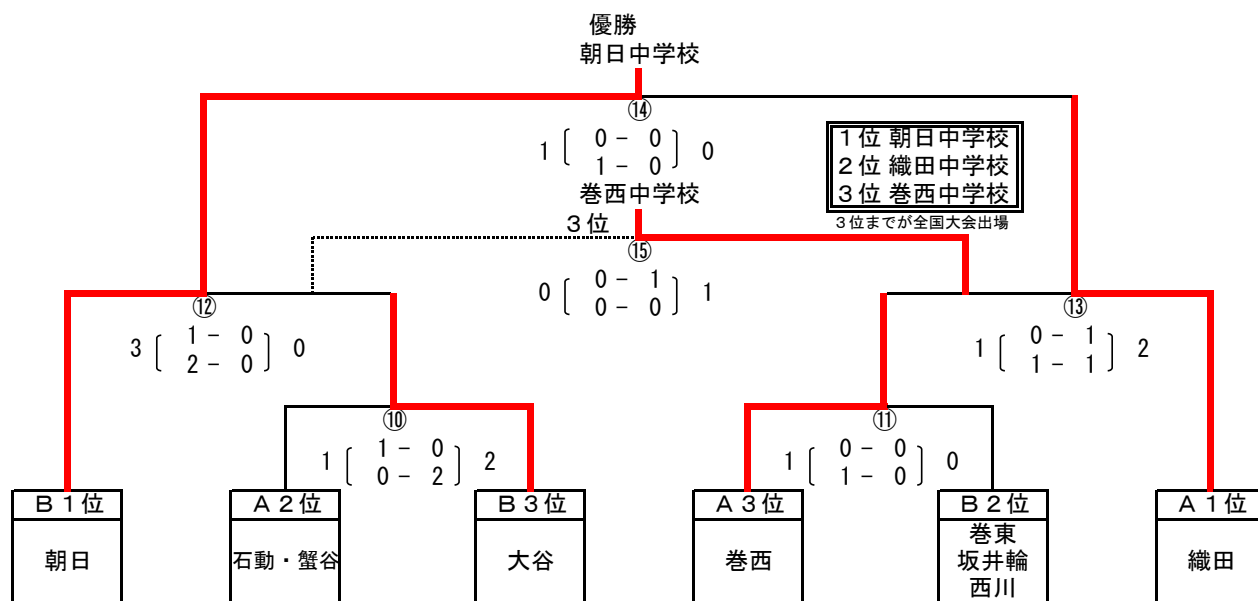 優勝
朝日中学校
⑭
1 0 － 0 0
1 － 0
1位 朝日中学校
2位 織田中学校
3位 巻西中学校
3位までが全国大会出場
巻西中学校
3位
⑮
0 0 － 1 1
0 － 0
⑫
3 1 － 0 0
2 － 0
⑬
1 0 － 1 2
1 － 1
⑩
1 1 － 0 2
0 － 2
⑪
1 0 － 0 0
1 － 0
B1位
朝日
A2位
石動・蟹谷
B3位
大谷
A3位
巻西
B2位
巻東
坂井輪
西川
A1位
織田